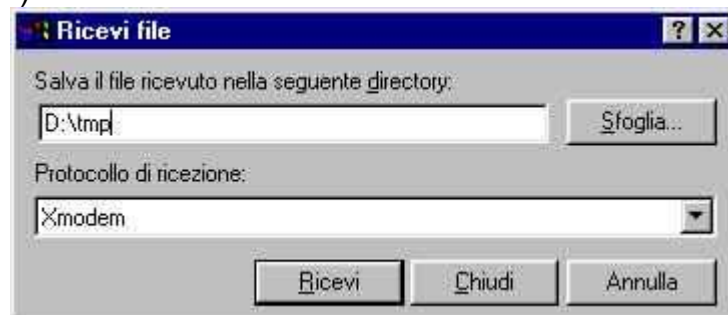 )
Ricevi file
Salva il file ricevuto nella seguente directory:
D:\tmp
Sfoglia...
Protocollo di ricezione:
Xmodem
Ricevi Chiudi Annulla